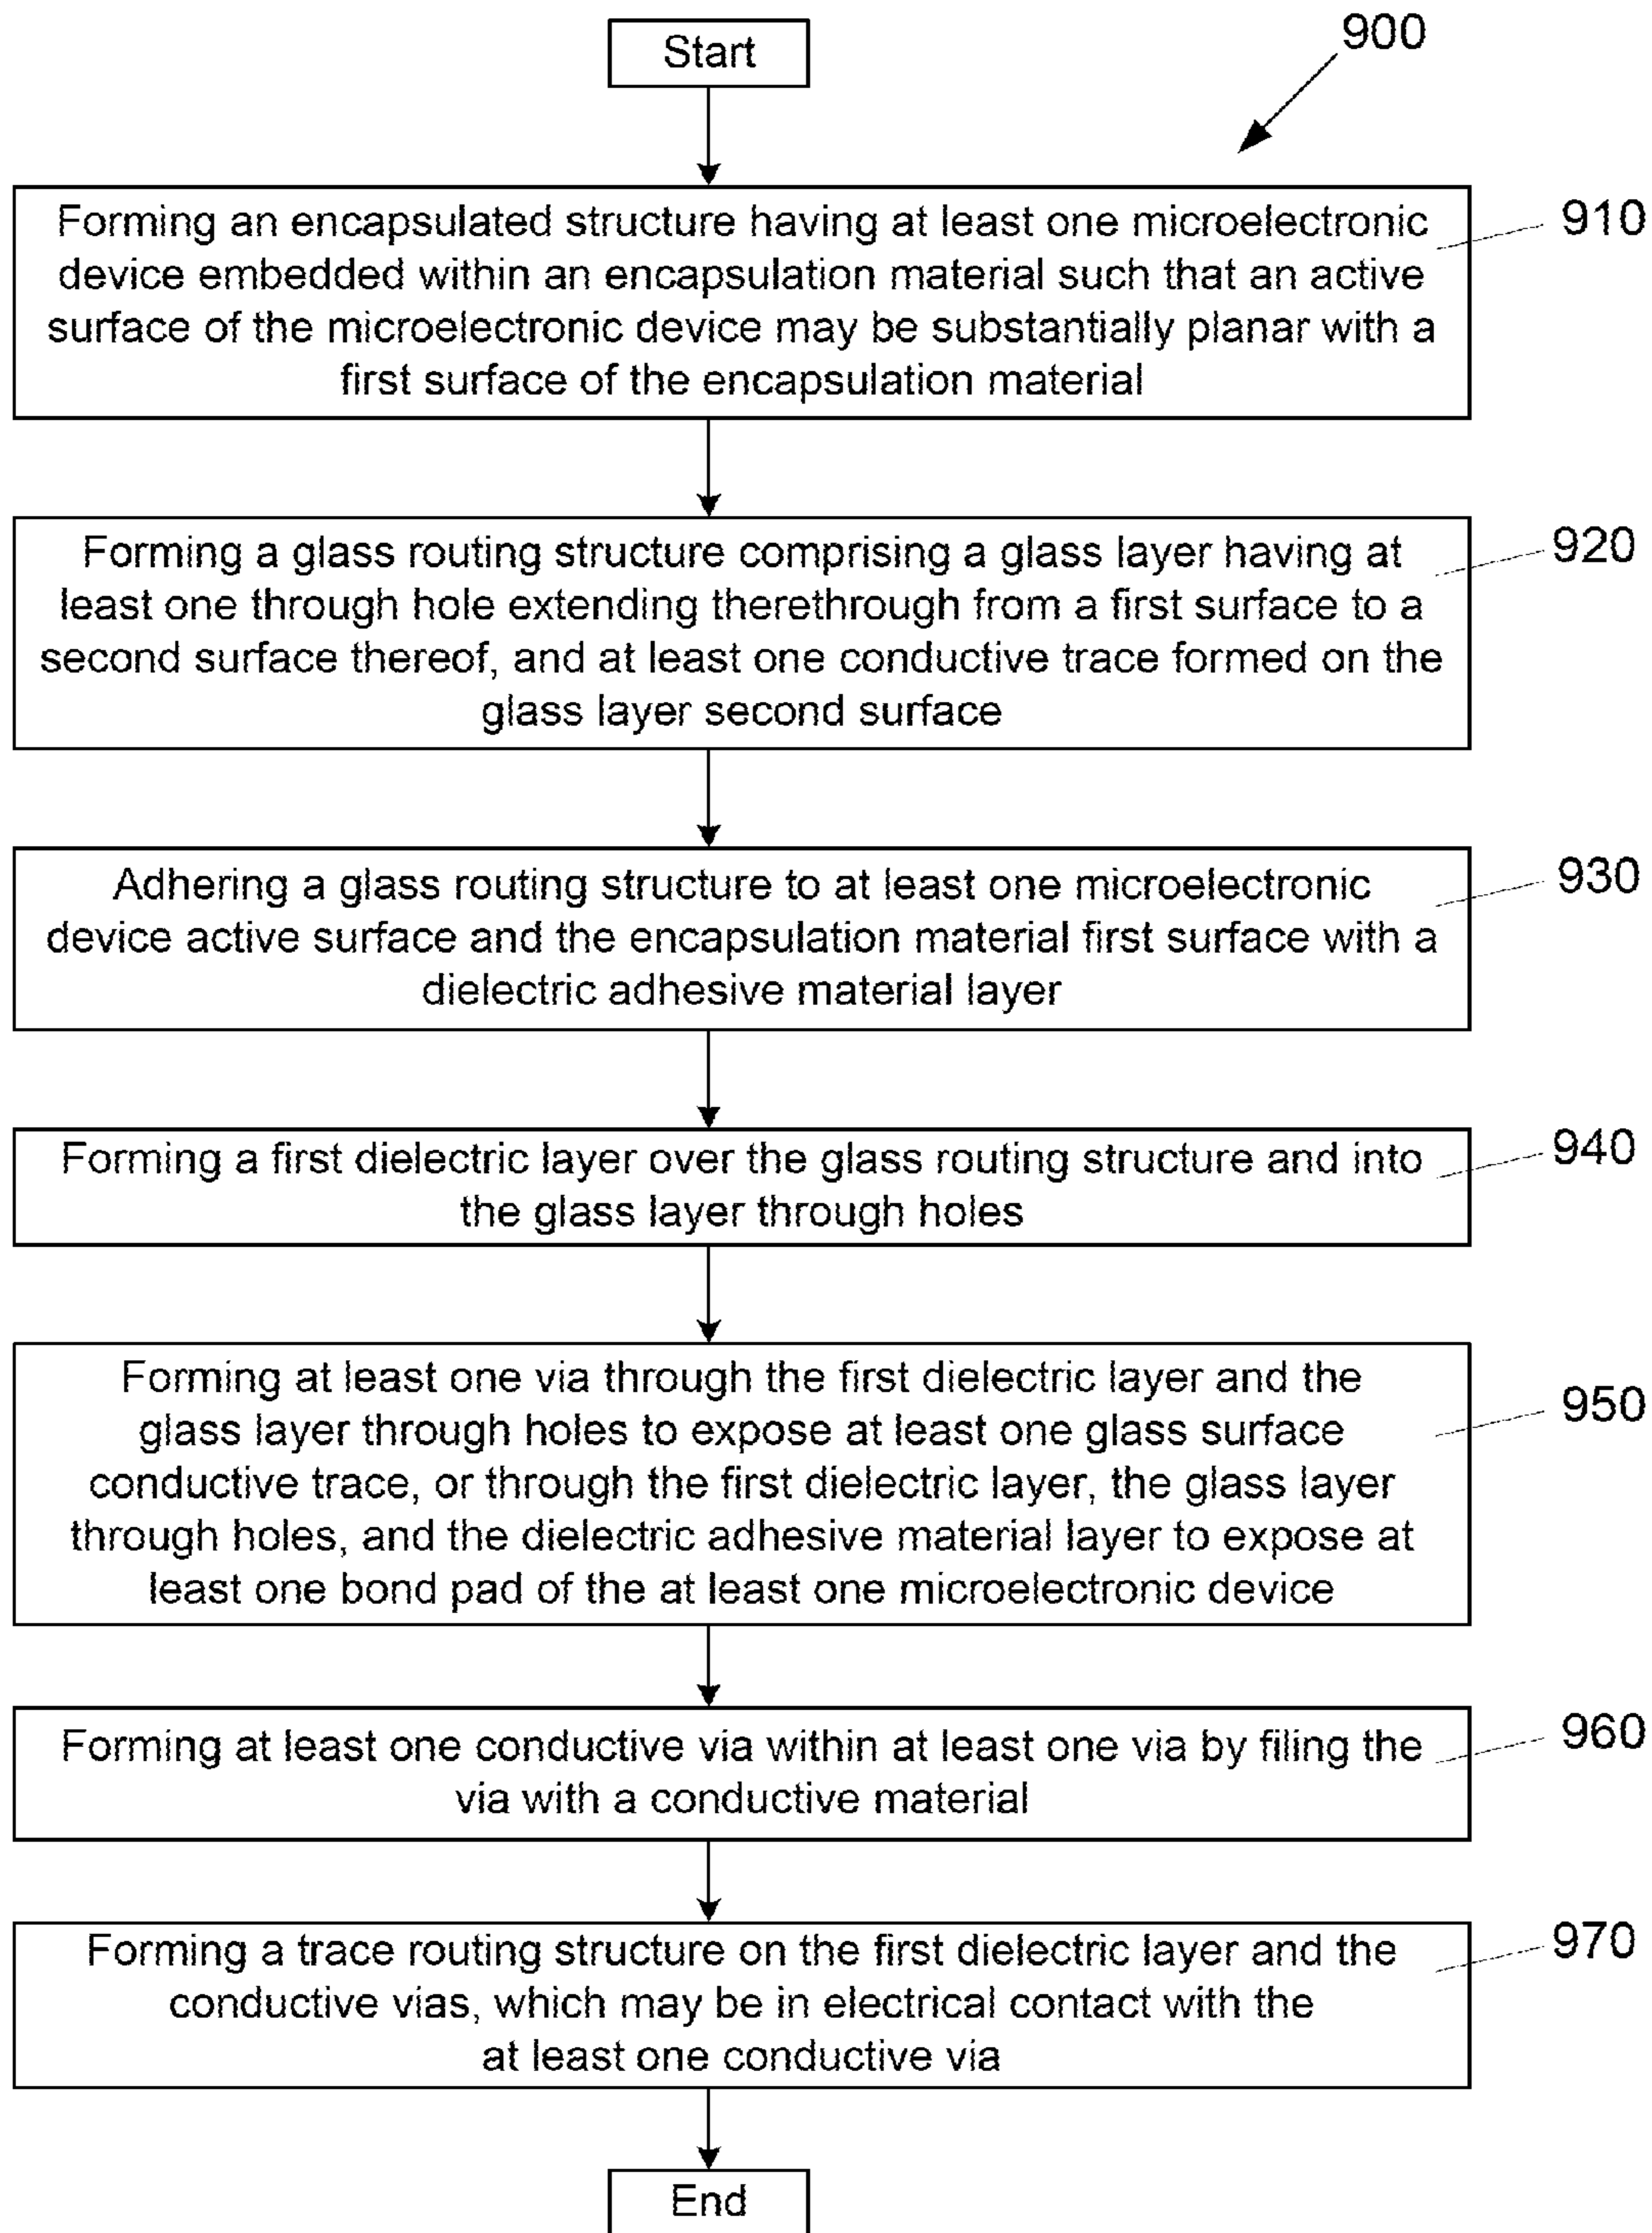 Start
900
Forming an encapsulated structure having at least one microelectronic
device embedded within an encapsulation material such that an active
surface of the microelectronic device may be substantially planar with a
first surface of the encapsulation material
910
Forming a glass routing structure comprising a glass layer having at
least one through hole extending therethrough from a first surface to a
second surface thereof, and at least one conductive trace formed on the
glass layer second surface
920
Adhering a glass routing structure to at least one microelectronic
device active surface and the encapsulation material first surface with a
dielectric adhesive material layer
930
Forming a first dielectric layer over the glass routing structure and into
the glass layer through holes
940
Forming at least one via through the first dielectric layer and the
glass layer through holes to expose at least one glass surface
conductive trace, or through the first dielectric layer, the glass layer
through holes, and the dielectric adhesive material layer to expose at
least one bond pad of the at least one microelectronic device
950
Forming at least one conductive via within at least one via by filing the
via with a conductive material
960
Forming a trace routing structure on the first dielectric layer and the
conductive vias, which may be in electrical contact with the
at least one conductive via
970
End